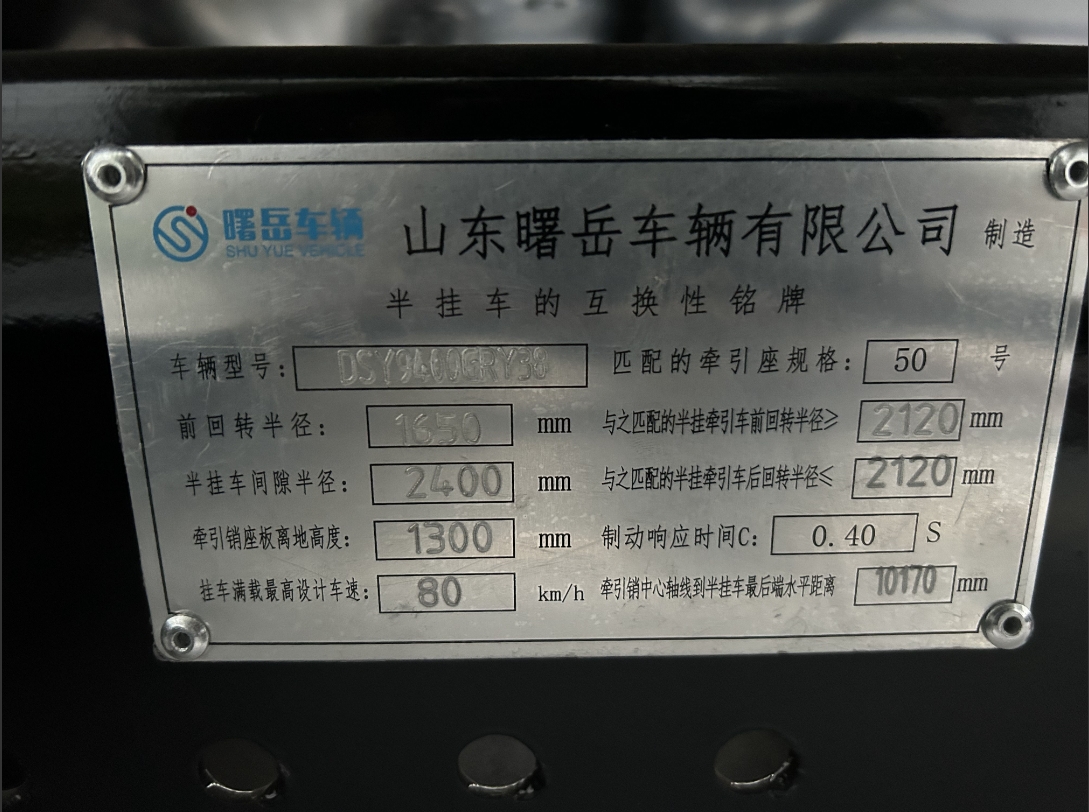 曙岳车辆
SHU YUE VEHICLE
山东曙岳车辆有限公司 制造
半挂车的互换性铭牌
车辆型号: DSY9400GRY30 匹配的牵引座规格: 50 号
前回转半径: 1650 mm 与之匹配的半挂牵引车前回转半径≥ 2120 mm
半挂车间隙半径: 2400 mm 与之匹配的半挂牵引车后回转半径≤ 2120 mm
牵引销座板离地高度: 1300 mm 制动响应时间C: 0.40 S
挂车满载最高设计车速: 80 km/h 牵引销中心轴线到半挂车最后端水平距离 10170 mm